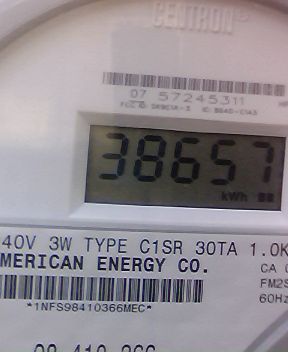 CENTRON
07 57245311
38657
kWh
40V 3W TYPE C1SR 30TA 1.0K
MERICAN ENERGY CO.
CA
FM2S
60Hz
*1NFS98410366MEC*